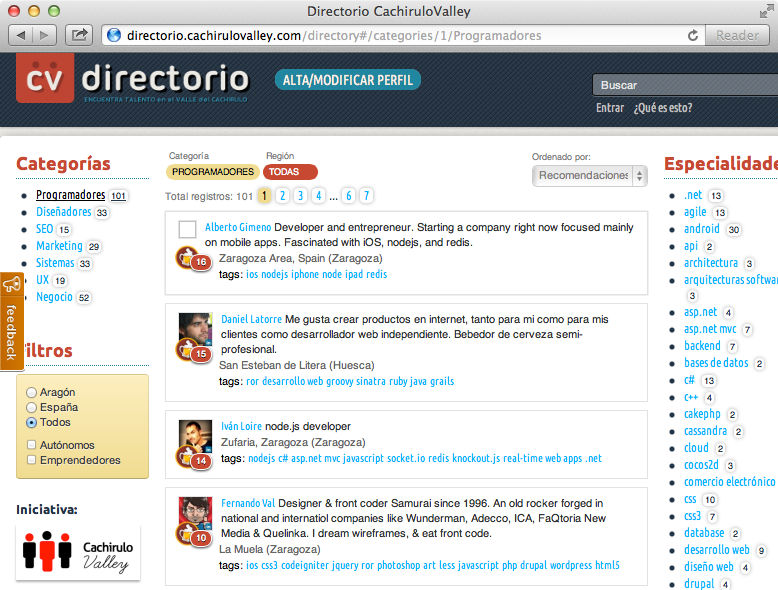 Directorio CachiruloValley
directorio.cachirulovalley.com/directory#/categories/1/Programadores
Reader
cv directorio
ENCUENTRA TALENTO en el VALLE del CACHIRULO
ALTA/MODIFICAR PERFIL
Buscar
Entrar ¿Qué es esto?
Categorías
Programadores 101
Diseñadores 33
SEO 15
Marketing 29
Sistemas 33
UX 19
Negocio 52
feedback
Filtros
Aragón
España
Todos
Autónomos
Emprendedores
Iniciativa:
Cachirulo
Valley
Categoría Región
PROGRAMADORES TODAS
Total registros: 101 1 2 3 4 ... 6 7
Ordenado por:
Recomendaciones
Alberto Gimeno Developer and entrepreneur. Starting a company right now focused mainly
on mobile apps. Fascinated with iOS, nodejs, and redis.
Zaragoza Area, Spain (Zaragoza)
16
tags: ios nodejs iphone node ipad redis
Daniel Latorre Me gusta crear productos en internet, tanto para mi como para mis
clientes como desarrollador web independiente. Bebedor de cerveza semi-
profesional.
15
San Esteban de Litera (Huesca)
tags: ror desarrollo web groovy sinatra ruby java grails
Iván Loire node.js developer
Zufaria, Zaragoza (Zaragoza)
14
tags: nodejs c# asp.net mvc javascript socket.io redis knockout.js real-time web apps .net
Fernando Val Designer & front coder Samurai since 1996. An old rocker forged in
national and internatiol companies like Wunderman, Adecco, ICA, FaQtoria New
Media & Quelinka. I dream wireframes, & eat front code.
10
La Muela (Zaragoza)
tags: ios css3 codeigniter jquery ror photoshop art less javascript php drupal wordpress html5
Especialidade
.net 13
agile 13
android 30
api 2
architectura 3
arquitecturas softwar
3
asp.net 4
asp.net mvc 7
backend 7
bases de datos 2
c# 13
c++ 4
cakephp 2
cassandra 2
cloud 2
cocos2d 3
comercio electrónico
css 10
css3 7
database 2
desarrollo web 9
diseño web 4
drupal 4